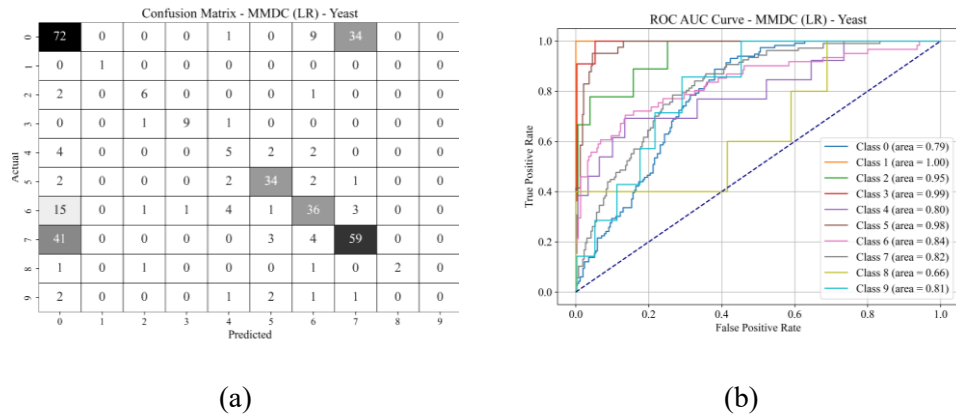 Confusion Matrix - MMDC (LR) - Yeast
0 72 0 0 0 1 0 9 34 0 0
1 0 1 0 0 0 0 0 0 0 0
2 2 0 6 0 0 0 1 0 0 0
3 0 0 1 9 1 0 0 0 0 0
4 4 0 0 0 5 2 2 0 0 0
5 2 0 0 0 2 34 2 1 0 0
6 15 0 1 1 4 1 36 3 0 0
7 41 0 0 0 0 3 4 59 0 0
8 1 0 1 0 0 0 1 0 2 0
9 2 0 0 0 1 2 1 1 0 0
0 1 2 3 4 5 6 7 8 9
Actual
Predicted
(a)
ROC AUC Curve - MMDC (LR) - Yeast
1.0
0.8
0.6
0.4
0.2
0.0
True Positive Rate
Class 0 (area = 0.79)
Class 1 (area = 1.00)
Class 2 (area = 0.95)
Class 3 (area = 0.99)
Class 4 (area = 0.80)
Class 5 (area = 0.98)
Class 6 (area = 0.84)
Class 7 (area = 0.82)
Class 8 (area = 0.66)
Class 9 (area = 0.81)
0.0 0.2 0.4 0.6 0.8 1.0
False Positive Rate
(b)